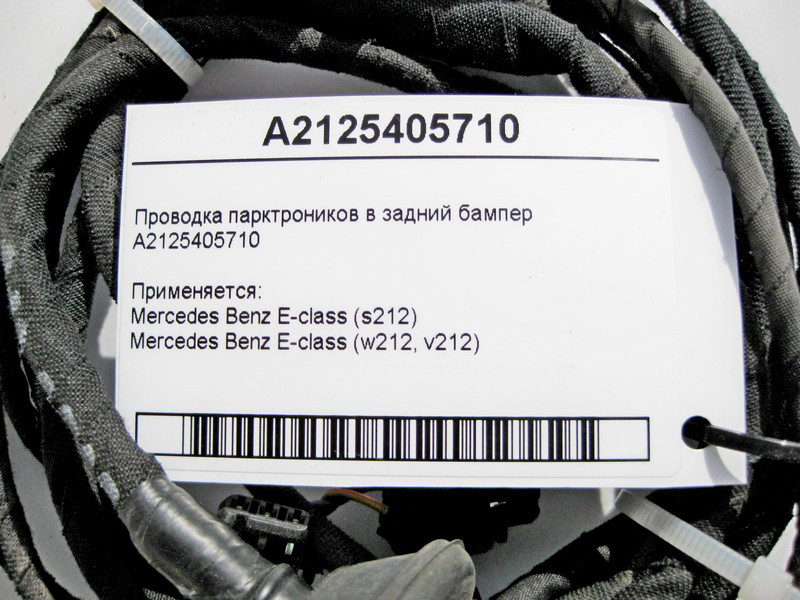 A2125405710
Проводка парктроников в задний бампер
A2125405710
Применяется:
Mercedes Benz E-class (s212)
Mercedes Benz E-class (w212, v212)